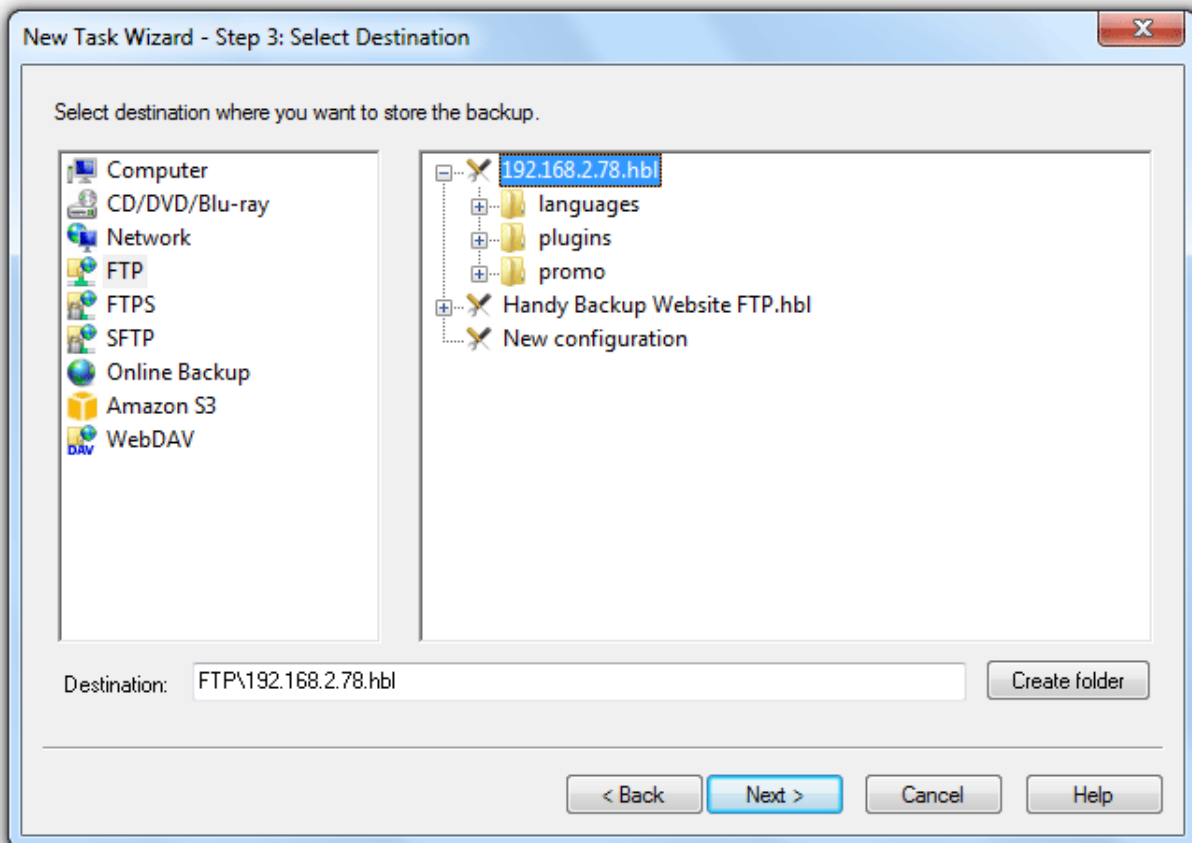 New Task Wizard - Step 3: Select Destination
X
Select destination where you want to store the backup.
Computer
CD/DVD/Blu-ray
Network
FTP
FTPS
SFTP
Online Backup
Amazon S3
DAV WebDAV
192.168.2.78.hbl
languages
plugins
promo
Handy Backup Website FTP.hbl
New configuration
Destination: FTP\192.168.2.78.hbl Create folder
< Back Next > Cancel Help